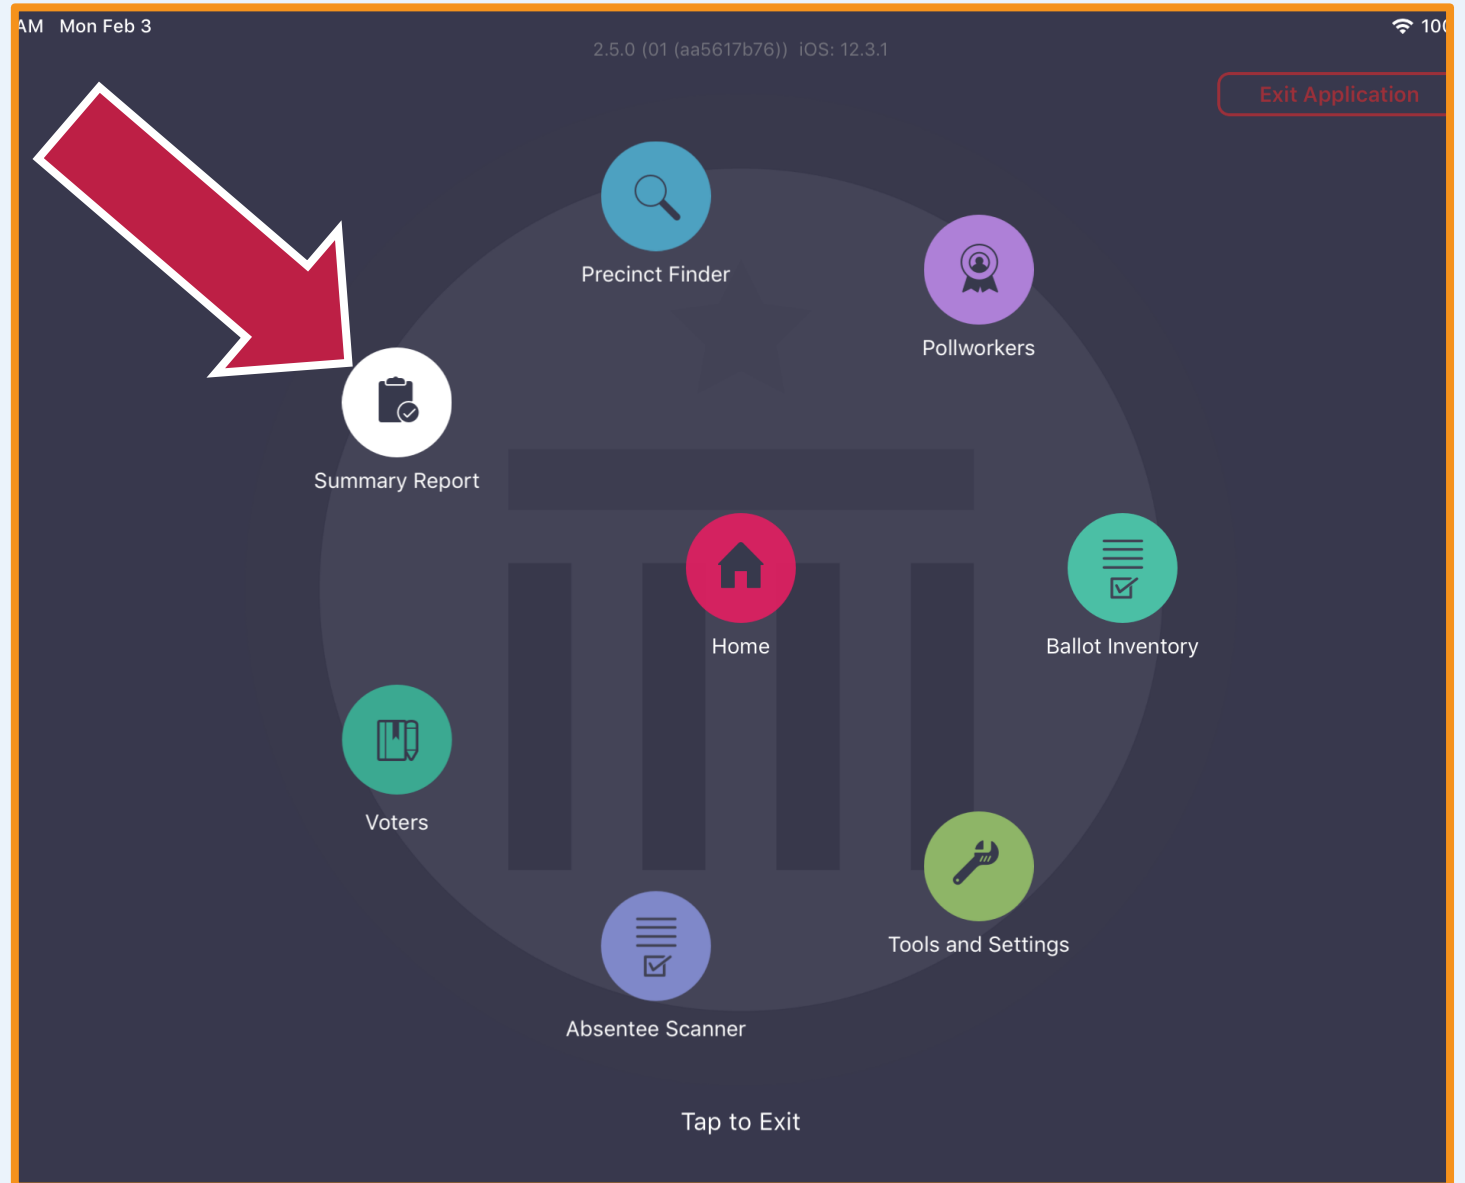 AM Mon Feb 3
100
2.5.0 (01 (aa5617b76)) iOS: 12.3.1
Exit Application
Precinct Finder
Pollworkers
Summary Report
Home
Ballot Inventory
Voters
Tools and Settings
Absentee Scanner
Tap to Exit